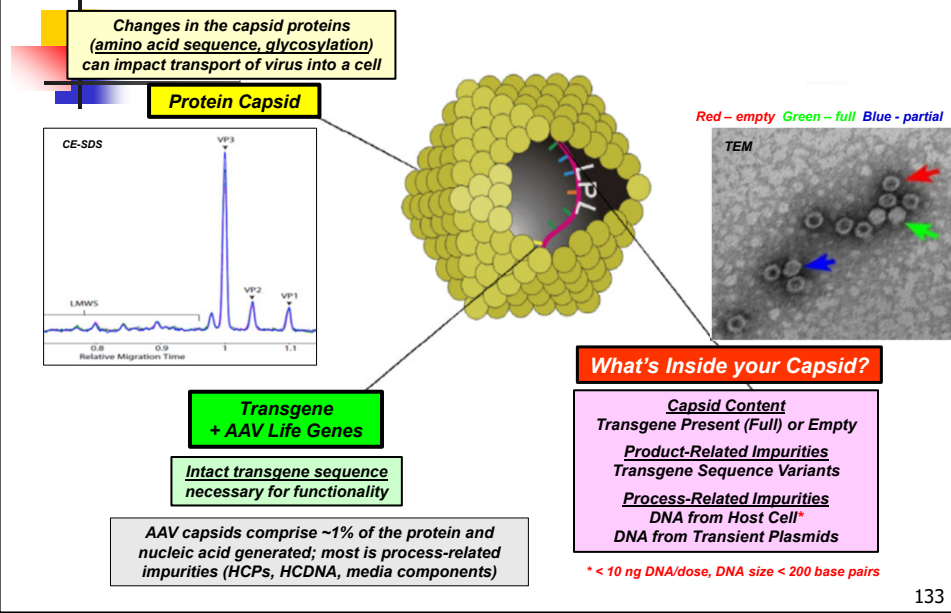 Changes in the capsid proteins
(amino acid sequence, glycosylation)
can impact transport of virus into a cell
Protein Capsid
CE-SDS
VP3
LMWS
VP2
VP1
0.8
0.9
1
1.1
Relative Migration Time
LPL
Red – empty Green – full Blue - partial
TEM
What's Inside your Capsid?
Capsid Content
Transgene Present (Full) or Empty
Product-Related Impurities
Transgene Sequence Variants
Process-Related Impurities
DNA from Host Cell*
DNA from Transient Plasmids
* < 10 ng DNA/dose, DNA size < 200 base pairs
Transgene
+ AAV Life Genes
Intact transgene sequence
necessary for functionality
AAV capsids comprise ~1% of the protein and
nucleic acid generated; most is process-related
impurities (HCPs, HCDNA, media components)
133